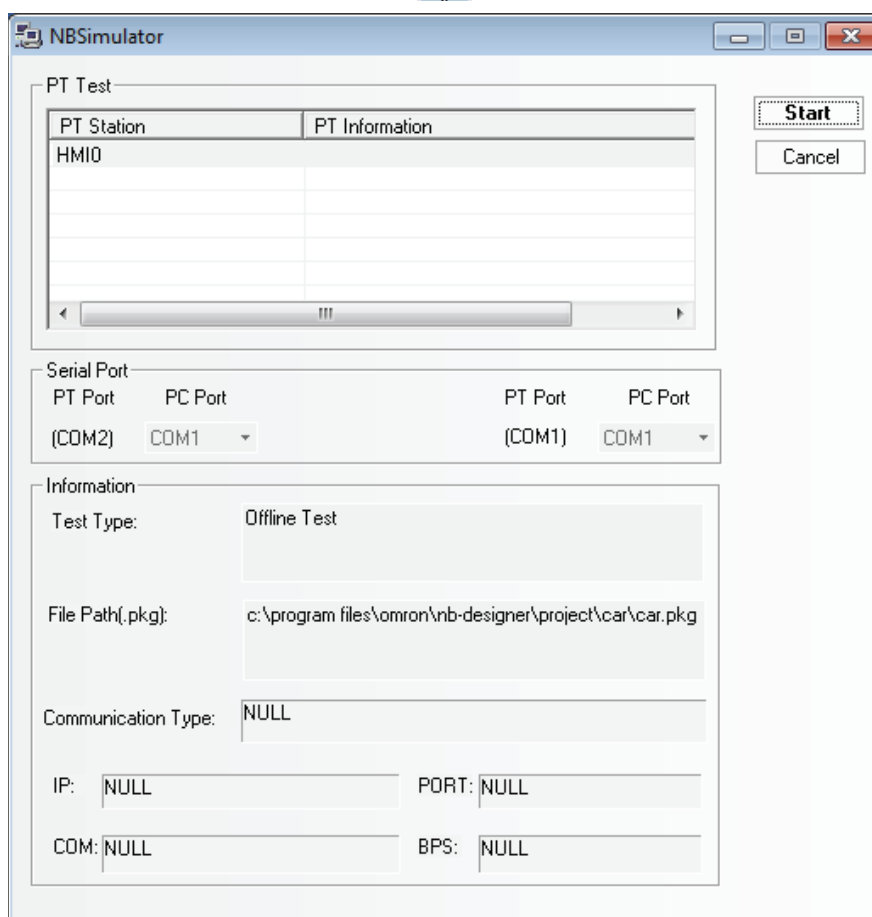 NBSimulator
PT Test
PT Station PT Information
HMI0
Start
Cancel
Serial Port
PT Port PC Port PT Port PC Port
(COM2) COM1 (COM1) COM1
Information
Test Type: Offline Test
File Path(.pkg): c:\program files\omron\nb-designer\project\car\car.pkg
Communication Type: NULL
IP: NULL PORT: NULL
COM: NULL BPS: NULL